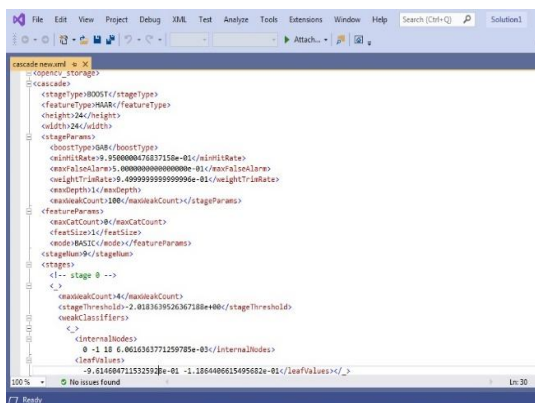 File Edit View Project Debug XML Test Analyze Tools Extensions Window Help Search (Ctrl+Q) Solution1
Attach...
cascade new.xml
<opencv_storage>
<cascade>
<stageType>BOOST</stageType>
<featureType>HAAR</featureType>
<height>24</height>
<width>24</width>
<stageParams>
<boostType>GAB</boostType>
<minHitRate>9.9500000476837158e-01</minHitRate>
<maxFalseAlarm>5.0000000000000000e-01</maxFalseAlarm>
<weightTrimRate>9.4999999999999996e-01</weightTrimRate>
<maxDepth>1</maxDepth>
<maxWeakCount>100</maxWeakCount></stageParams>
<featureParams>
<maxCatCount>0</maxCatCount>
<featSize>1</featSize>
<mode>BASIC</mode></featureParams>
<stageNum>9</stageNum>
<stages>
<!-- stage 0 -->
<_>
<maxWeakCount>4</maxWeakCount>
<stageThreshold>-2.0183639526367188e+00</stageThreshold>
<weakClassifiers>
<_>
<internalNodes>
0 -1 18 6.0616363771259785e-03</internalNodes>
<leafValues>
-9.6146047115325928e-01 -1.1864406615495682e-01</leafValues></_>
100 % No issues found Ln: 30
Ready